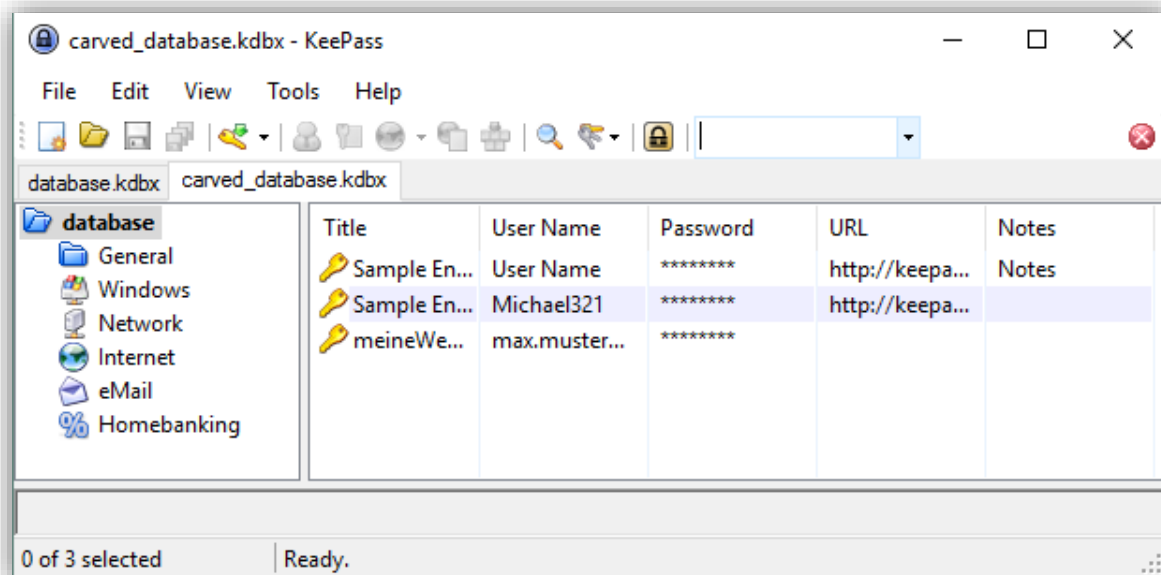 carved_database.kdbx - KeePass
File Edit View Tools Help
database.kdbx carved_database.kdbx
database
General
Windows
Network
Internet
eMail
Homebanking
Title User Name Password URL Notes
Sample En... User Name ******** http://keepa... Notes
Sample En... Michael321 ******** http://keepa...
meineWe... max.muster... ********
0 of 3 selected Ready.